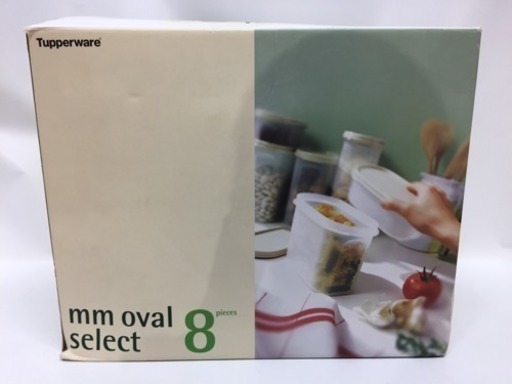 Tupperware
mm oval
select
8 pieces